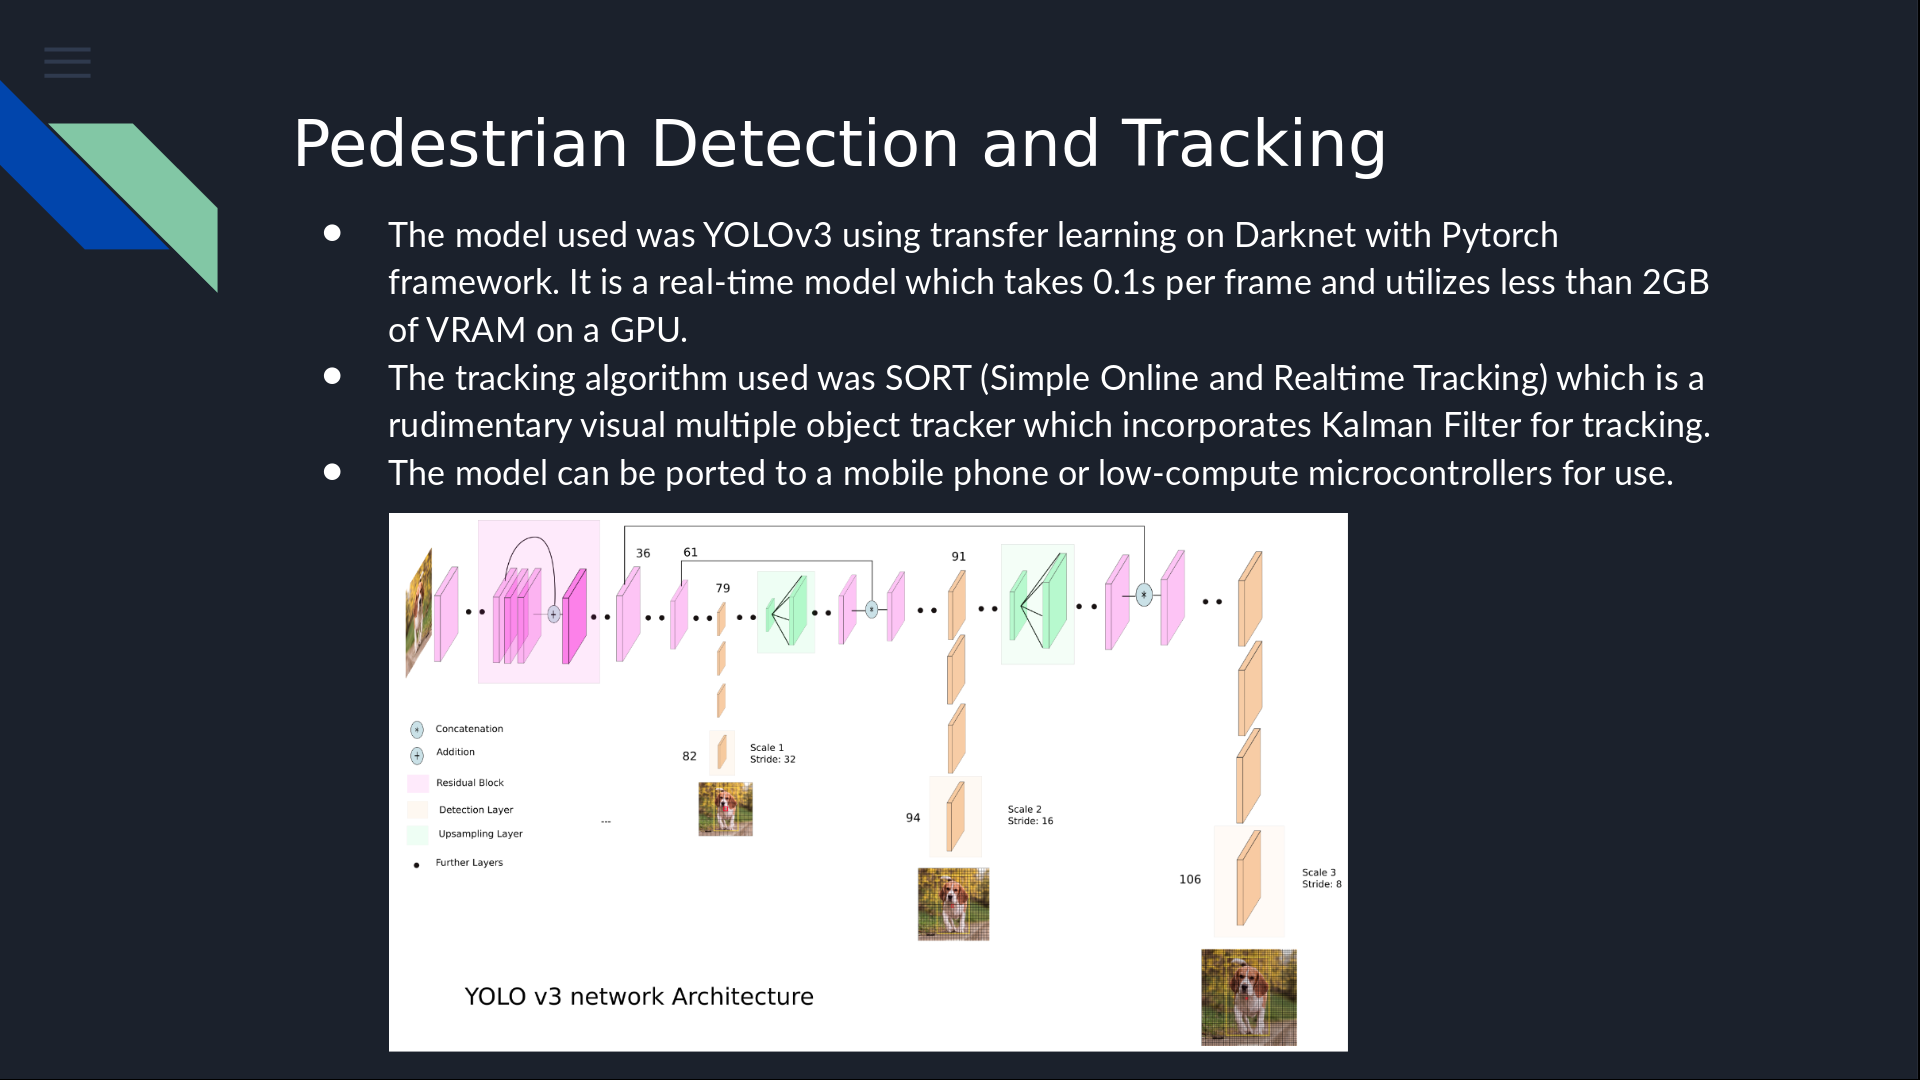 Pedestrian Detection and Tracking
● The model used was YOLOv3 using transfer learning on Darknet with Pytorch
framework. It is a real-time model which takes 0.1s per frame and utilizes less than 2GB
of VRAM on a GPU.
● The tracking algorithm used was SORT (Simple Online and Realtime Tracking) which is a
rudimentary visual multiple object tracker which incorporates Kalman Filter for tracking.
● The model can be ported to a mobile phone or low-compute microcontrollers for use.
36
61
79
91
+
*
*
* Concatenation
+ Addition
Residual Block
Detection Layer
Upsampling Layer
Further Layers
---
82
Scale 1
Stride: 32
94
Scale 2
Stride: 16
106
Scale 3
Stride: 8
YOLO v3 network Architecture